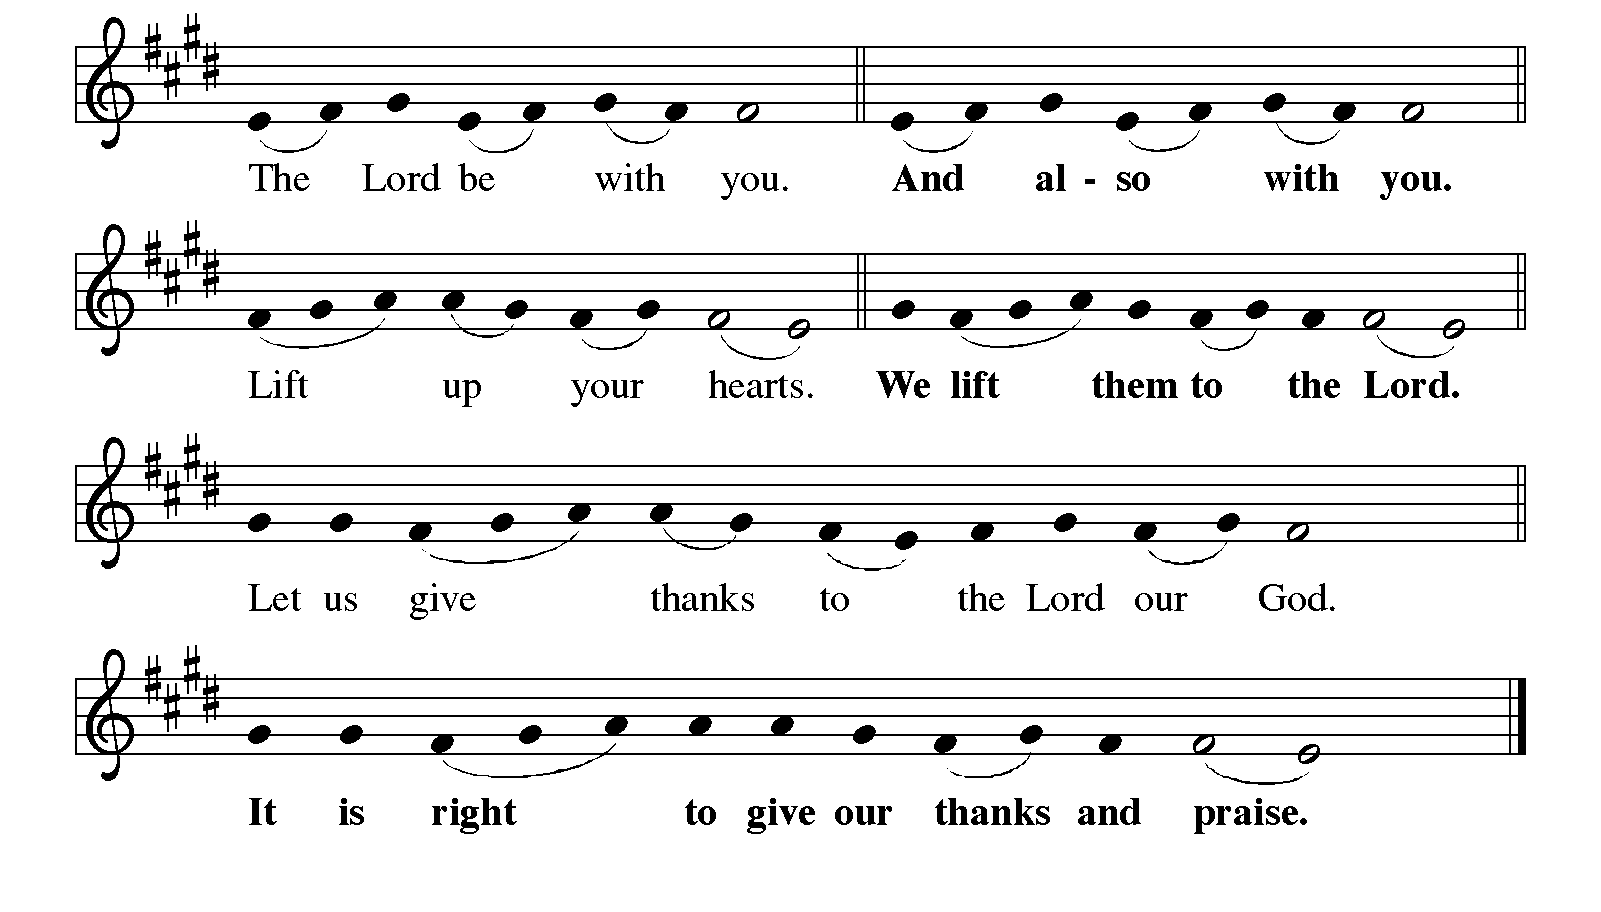 The Lord be with you. And al - so with you.
Lift up your hearts. We lift them to the Lord.
Let us give thanks to the Lord our God.
It is right to give our thanks and praise.